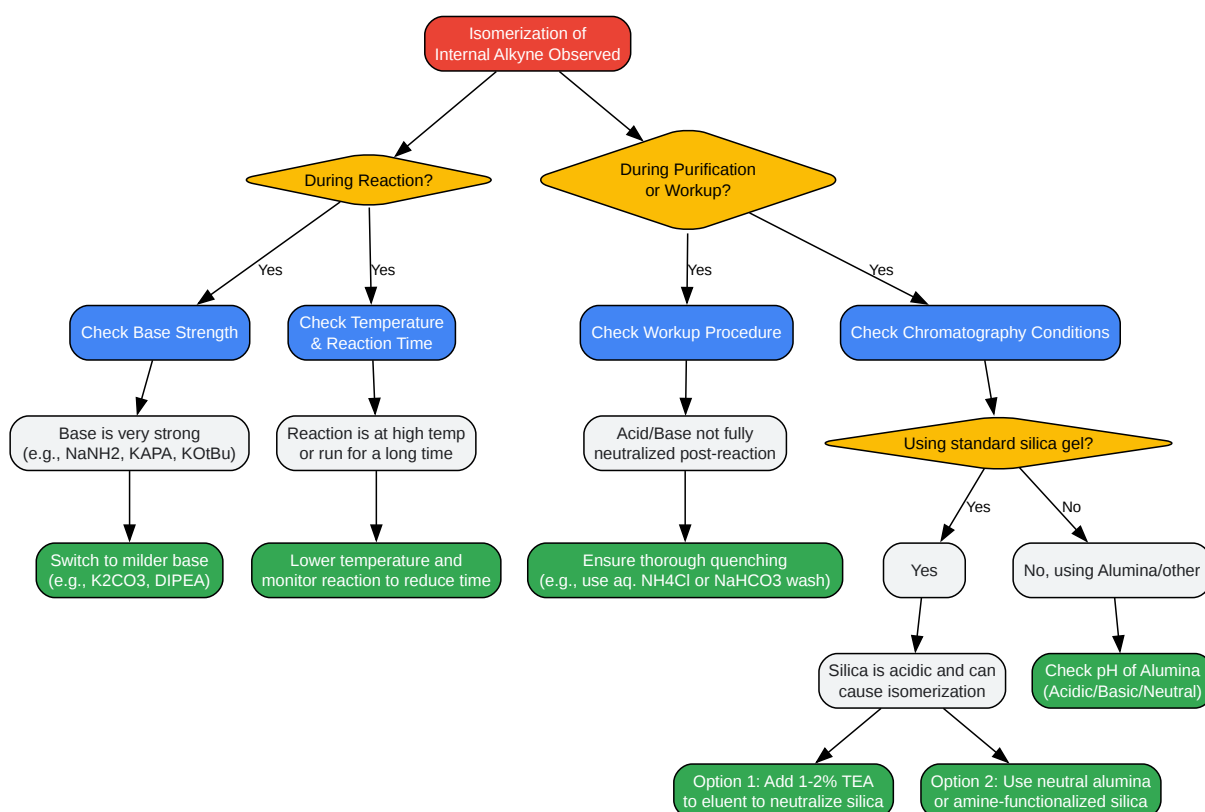 Isomerization of
Internal Alkyne Observed
During Reaction?
During Purification
or Workup?
Yes
Yes
Yes
Yes
Check Base Strength
Check Temperature
& Reaction Time
Check Workup Procedure
Check Chromatography Conditions
Base is very strong
(e.g., NaNH2, KAPA, KOtBu)
Reaction is at high temp
or run for a long time
Acid/Base not fully
neutralized post-reaction
Using standard silica gel?
Yes
No
Switch to milder base
(e.g., K2CO3, DIPEA)
Lower temperature and
monitor reaction to reduce time
Ensure thorough quenching
(e.g., use aq. NH4Cl or NaHCO3 wash)
Yes
No, using Alumina/other
Silica is acidic and can
cause isomerization
Check pH of Alumina
(Acidic/Basic/Neutral)
Option 1: Add 1-2% TEA
to eluent to neutralize silica
Option 2: Use neutral alumina
or amine-functionalized silica